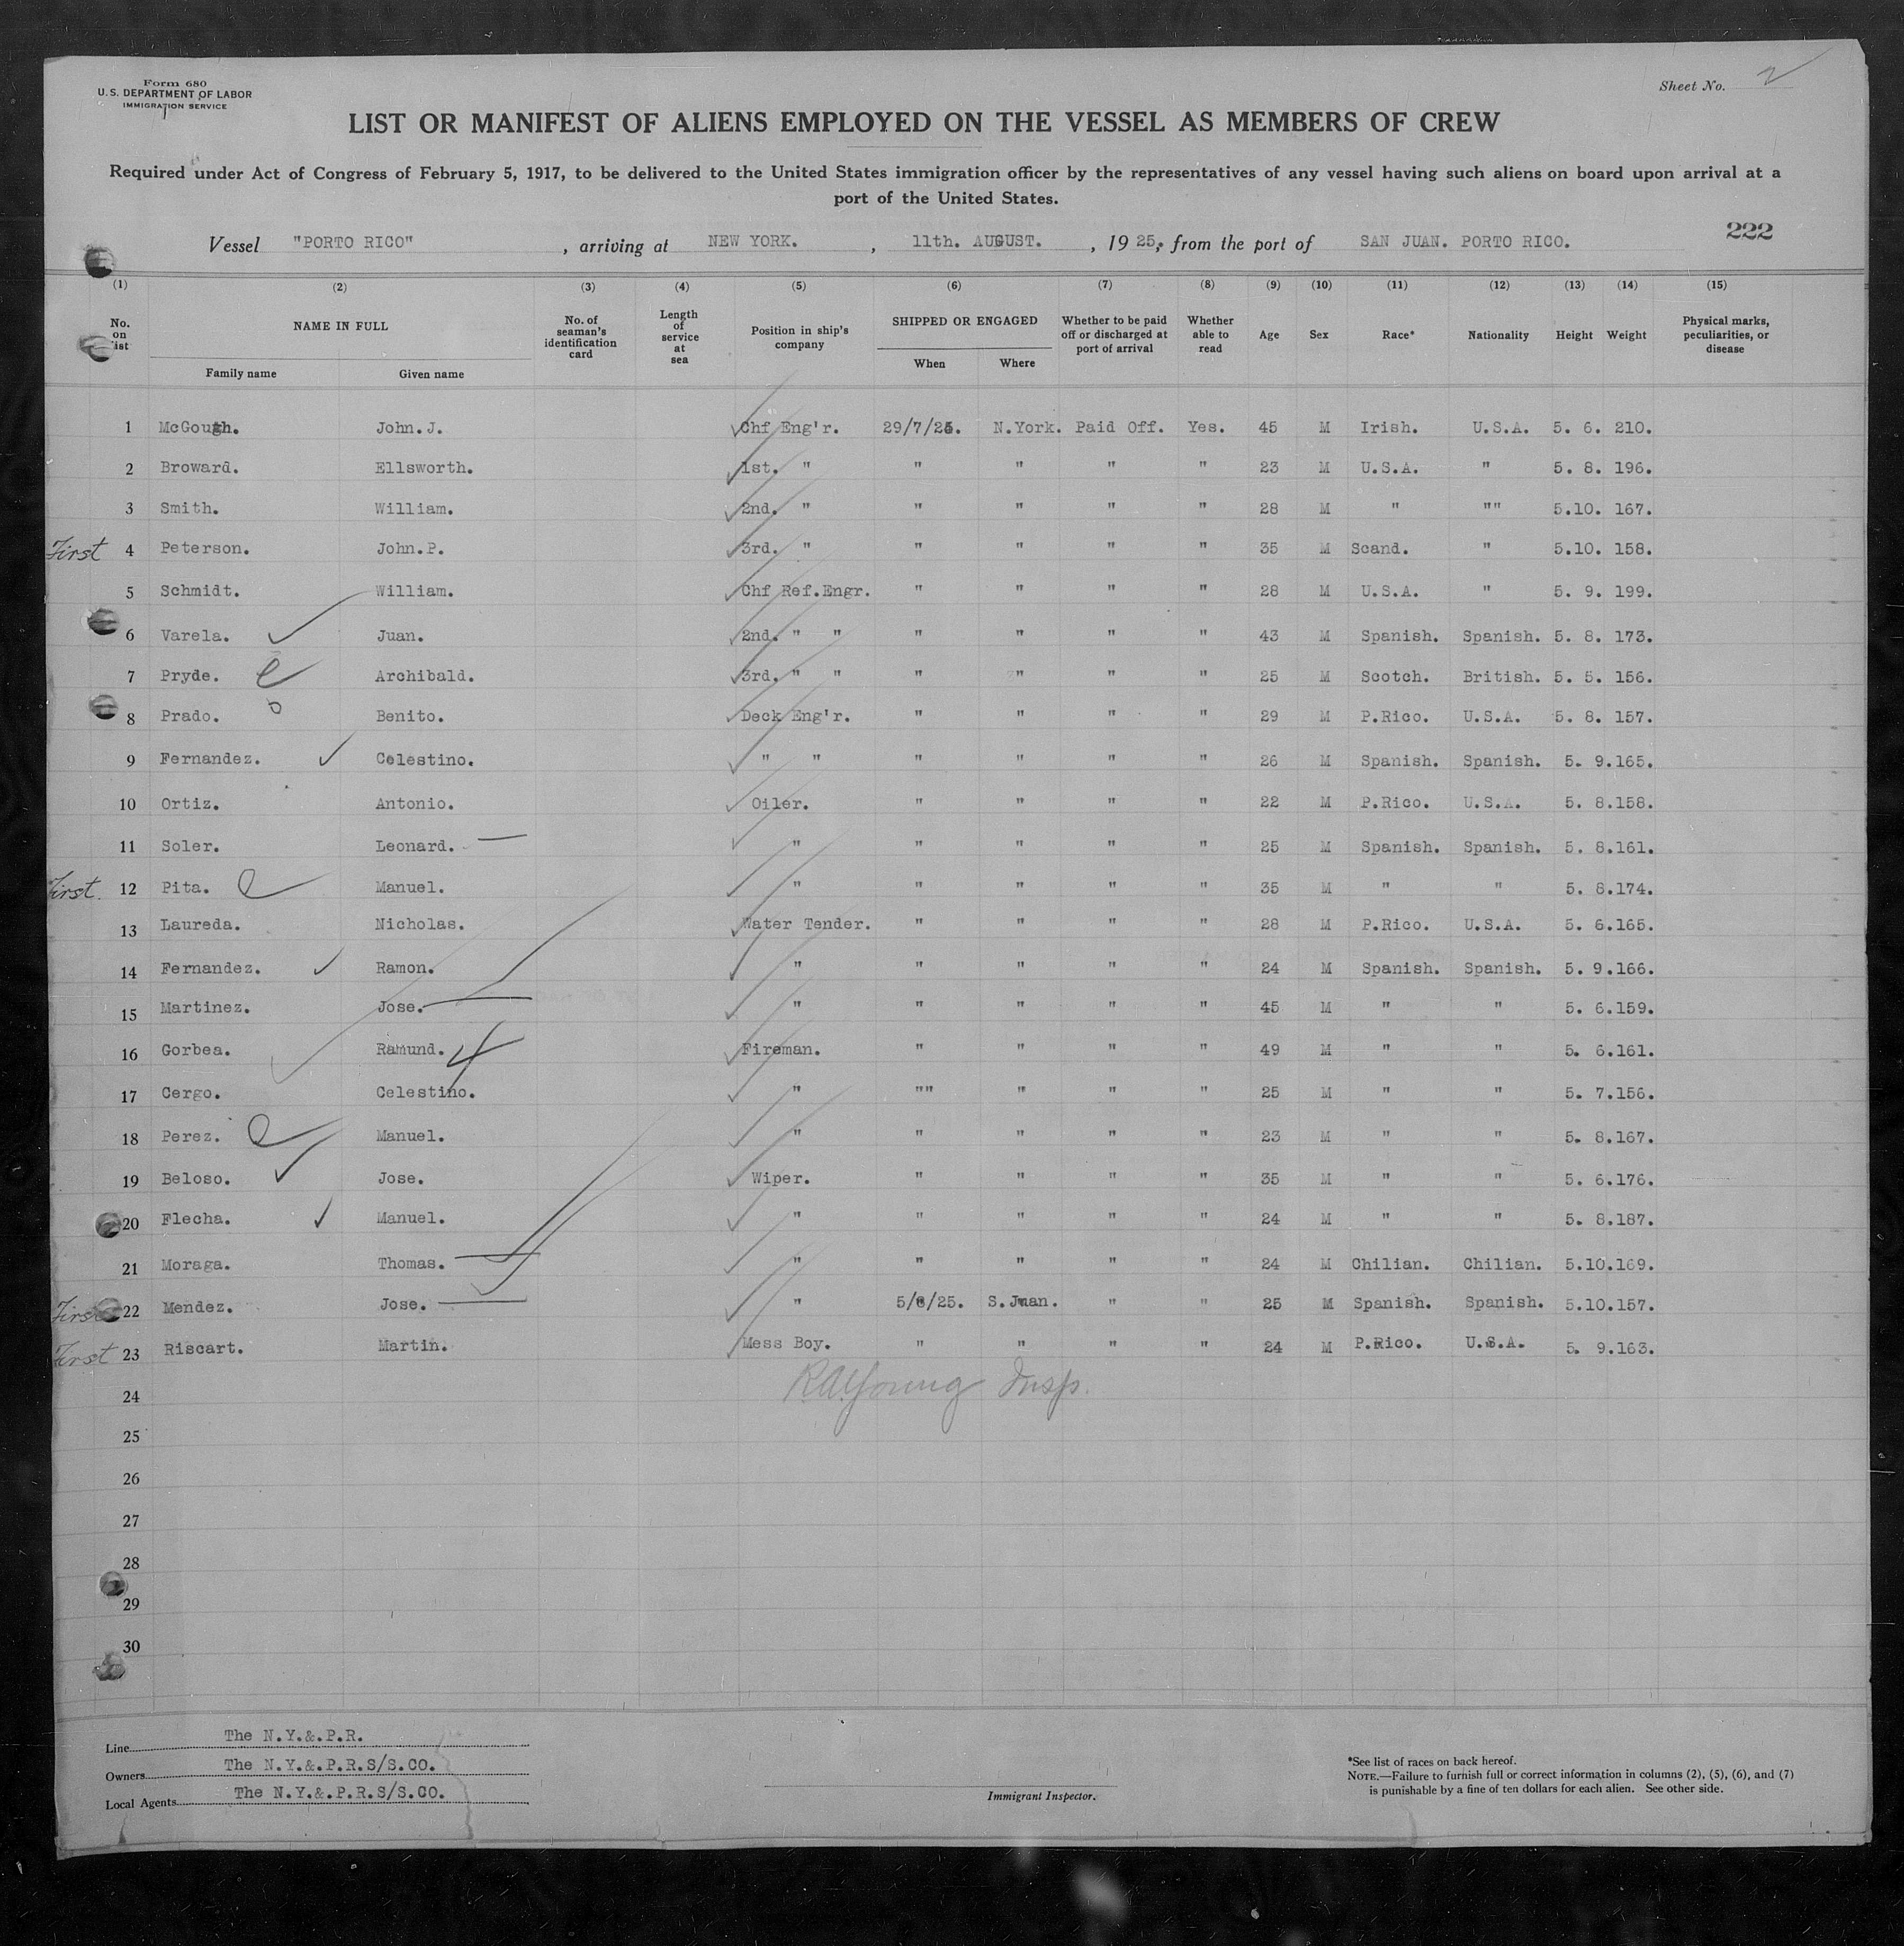 Form 680
U. S. DEPARTMENT OF LABOR
IMMIGRATION SERVICE
Sheet No. 2
LIST OR MANIFEST OF ALIENS EMPLOYED ON THE VESSEL AS MEMBERS OF CREW
Required under Act of Congress of February 5, 1917, to be delivered to the United States immigration officer by the representatives of any vessel having such aliens on board upon arrival at a
port of the United States.
Vessel "PORTO RICO", arriving at NEW YORK., 11th. AUGUST., 1925, from the port of SAN JUAN. PORTO RICO. 222
(1) (2) (3) (4) (5) (6) (7) (8) (9) (10) (11) (12) (13) (14) (15)
No. on list NAME IN FULL Family name Given name No. of seaman's identification card Length of service at sea Position in ship's company SHIPPED OR ENGAGED When Where Whether to be paid off or discharged at port of arrival Whether able to read Age Sex Race* Nationality Height Weight Physical marks, peculiarities, or disease
1 McGough. John.J. Chf Eng'r. 29/7/25. N.York. Paid Off. Yes. 45 M Irish. U.S.A. 5. 6. 210.
2 Broward. Ellsworth. 1st. " " " " " 23 M U.S.A. " 5. 8. 196.
3 Smith. William. 2nd. " " " " " 28 M " "" 5.10. 167.
First 4 Peterson. John.P. 3rd. " " " " " 35 M Scand. " 5.10. 158.
5 Schmidt. William. Chf Ref.Engr. " " " " 28 M U.S.A. " 5. 9. 199.
6 Varela. Juan. 2nd. " " " " " " 43 M Spanish. Spanish. 5. 8. 173.
7 Pryde. Archibald. 3rd. " " " " " " 25 M Scotch. British. 5. 5. 156.
8 Prado. Benito. Deck Eng'r. " " " " 29 M P.Rico. U.S.A. 5. 8. 157.
9 Fernandez. Celestino. " " " " " " 26 M Spanish. Spanish. 5. 9.165.
10 Ortiz. Antonio. Oiler. " " " " 22 M P.Rico. U.S.A. 5. 8.158.
11 Soler. Leonard. " " " " " 25 M Spanish. Spanish. 5. 8.161.
First. 12 Pita. Manuel. " " " " " 35 M " " 5. 8.174.
13 Laureda. Nicholas. Water Tender. " " " " 28 M P.Rico. U.S.A. 5. 6.165.
14 Fernandez. Ramon. " " " " " 24 M Spanish. Spanish. 5. 9.166.
15 Martinez. Jose. " " " " " 45 M " " 5. 6.159.
16 Gorbea. Ramund. Fireman. " " " " 49 M " " 5. 6.161.
17 Cergo. Celestino. " "" " " " 25 M " " 5. 7.156.
18 Perez. Manuel. " " " " " 23 M " " 5. 8.167.
19 Beloso. Jose. Wiper. " " " " 35 M " " 5. 6.176.
20 Flecha. Manuel. " " " " " 24 M " " 5. 8.187.
21 Moraga. Thomas. " " " " " 24 M Chilian. Chilian. 5.10.169.
First 22 Mendez. Jose. " 5/8/25. S.Juan. " " 25 M Spanish. Spanish. 5.10.157.
First 23 Riscart. Martin. Mess Boy. " " " " 24 M P.Rico. U.S.A. 5. 9.163.
24 RAYoung Insp.
25
26
27
28
29
30
Line The N.Y.&.P.R.
Owners The N.Y.&.P.R.S/S.CO.
Local Agents The N.Y.&.P.R.S/S.CO.
Immigrant Inspector.
*See list of races on back hereof.
NOTE.—Failure to furnish full or correct information in columns (2), (5), (6), and (7)
is punishable by a fine of ten dollars for each alien. See other side.